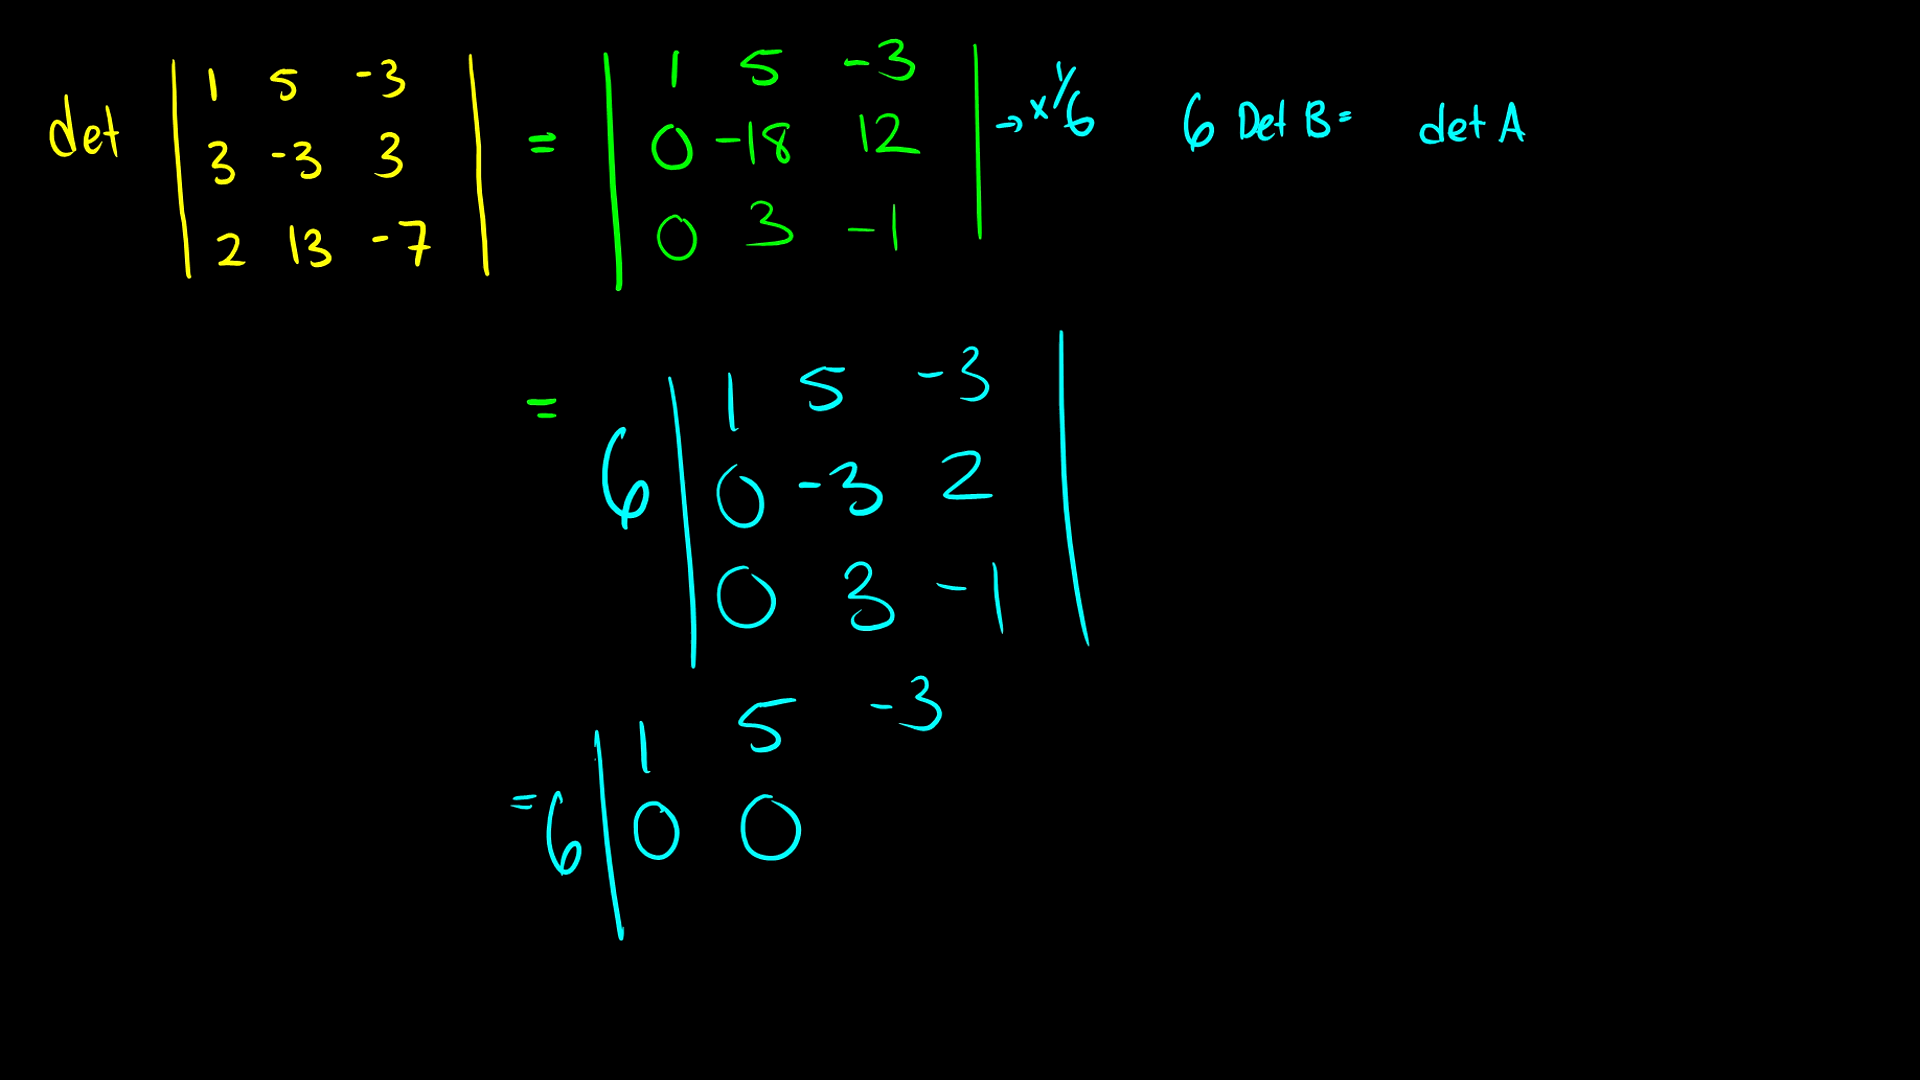 det | 1 5 -3 | = | 1 5 -3 | → x 1/6 6 Det B = det A
| 3 -3 3 | | 0 -18 12 |
| 2 13 -7 | | 0 3 -1 |
= 6 | 1 5 -3 |
| 0 -3 2 |
| 0 3 -1 |
= 6 | 1 5 -3
| 0 0